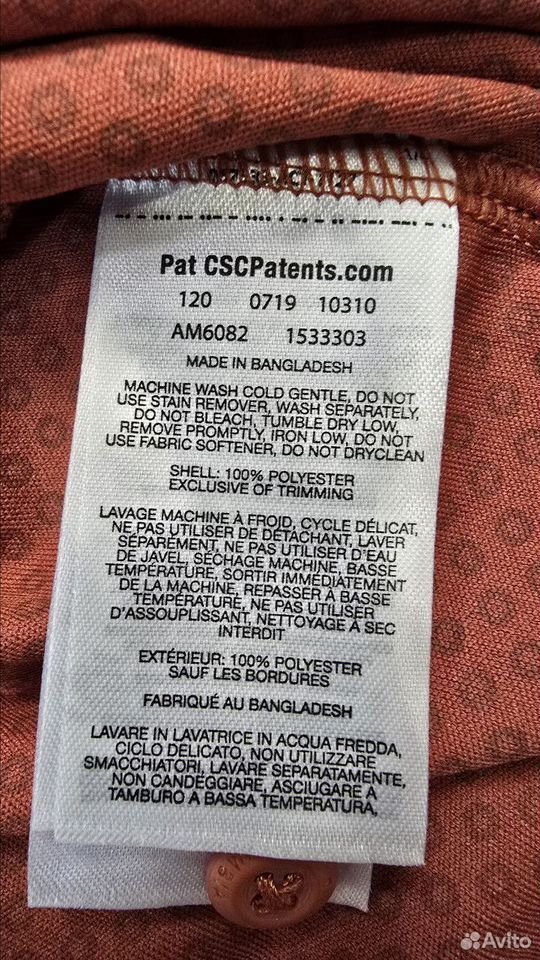 Pat CSCPatents.com
120 0719 10310
AM6082 1533303
MADE IN BANGLADESH
MACHINE WASH COLD GENTLE, DO NOT
USE STAIN REMOVER, WASH SEPARATELY,
DO NOT BLEACH, TUMBLE DRY LOW,
REMOVE PROMPTLY, IRON LOW, DO NOT
USE FABRIC SOFTENER, DO NOT DRYCLEAN
SHELL: 100% POLYESTER
EXCLUSIVE OF TRIMMING
LAVAGE MACHINE À FROID, CYCLE DÉLICAT,
NE PAS UTILISER DE DÉTACHANT, LAVER
SÉPAREMENT, NE PAS UTILISER D'EAU
DE JAVEL, SÉCHAGE MACHINE, BASSE
TEMPÉRATURE, SORTIR IMMÉDIATEMENT
DE LA MACHINE, REPASSER À BASSE
TEMPÉRATURE, NE PAS UTILISER
D'ASSOUPLISSANT, NETTOYAGE À SEC
INTERDIT
EXTÉRIEUR: 100% POLYESTER
SAUF LES BORDURES
FABRIQUÉ AU BANGLADESH
LAVARE IN LAVATRICE IN ACQUA FREDDA,
CICLO DELICATO, NON UTILIZZARE
SMACCHIATORI, LAVARE SEPARATAMENTE,
NON CANDEGGIARE, ASCIUGARE A
TAMBURO A BASSA TEMPERATURA,
Avito